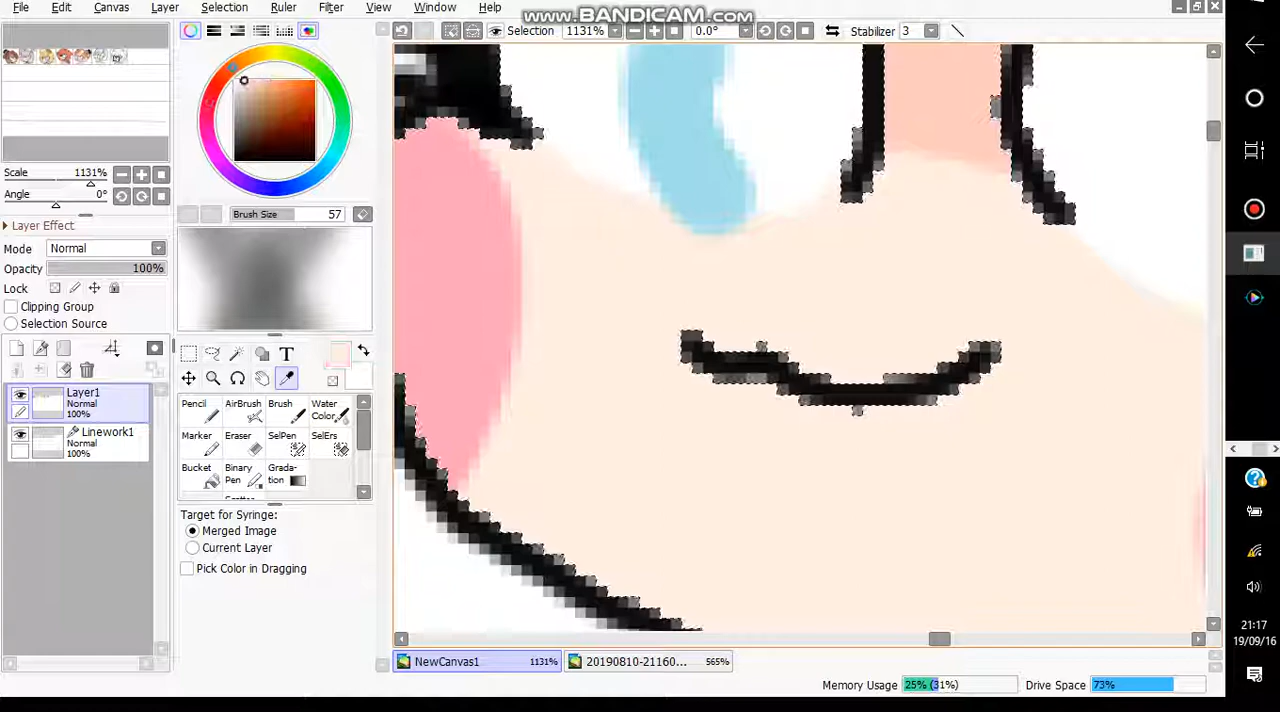 File Edit Canvas Layer Selection Ruler Filter View Window Help
www.BANDICAM.com
Selection 1131% 0.0° Stabilizer 3
Scale 1131%
Angle 0°
Layer Effect
Mode Normal
Opacity 100%
Lock
Clipping Group
Selection Source
Layer1
Normal
100%
Linework1
Normal
100%
Brush Size 57
T
Pencil AirBrush Brush Water Color
Marker Eraser SelPen SelErs
Bucket Binary Pen Grada-tion
Target for Syringe:
Merged Image
Current Layer
Pick Color in Dragging
NewCanvas1 1131% 20190810-21160... 565%
Memory Usage 25% (31%) Drive Space 73%
21:17
19/09/16